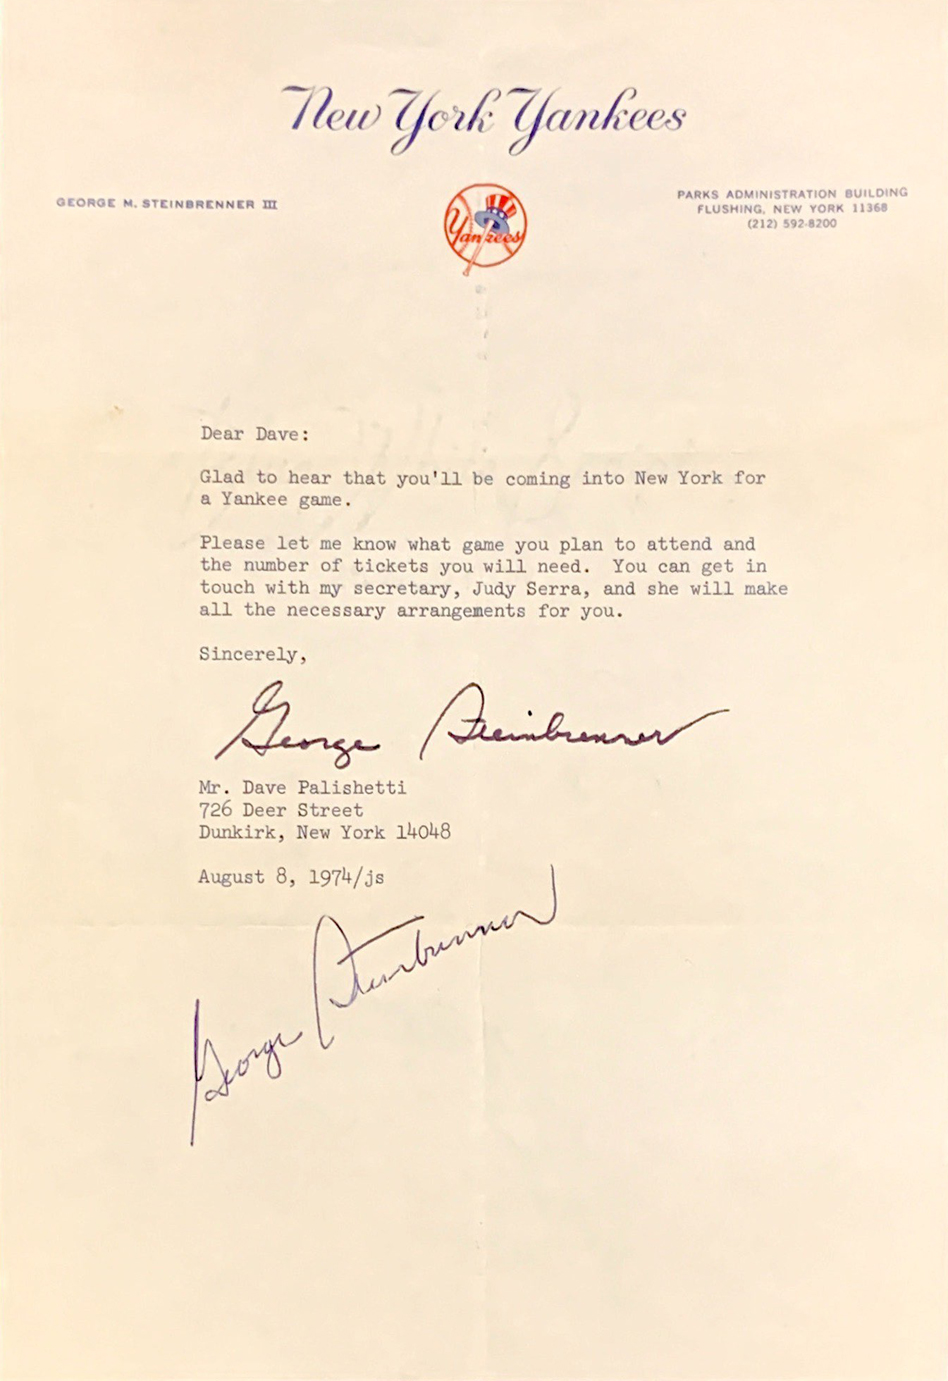 New York Yankees
GEORGE M. STEINBRENNER III
Yankees
PARKS ADMINISTRATION BUILDING
FLUSHING, NEW YORK 11368
(212) 592-8200
Dear Dave:
Glad to hear that you'll be coming into New York for
a Yankee game.
Please let me know what game you plan to attend and
the number of tickets you will need.  You can get in
touch with my secretary, Judy Serra, and she will make
all the necessary arrangements for you.
Sincerely,
George Steinbrenner
Mr. Dave Palishetti
726 Deer Street
Dunkirk, New York 14048
August 8, 1974/js
George Steinbrenner